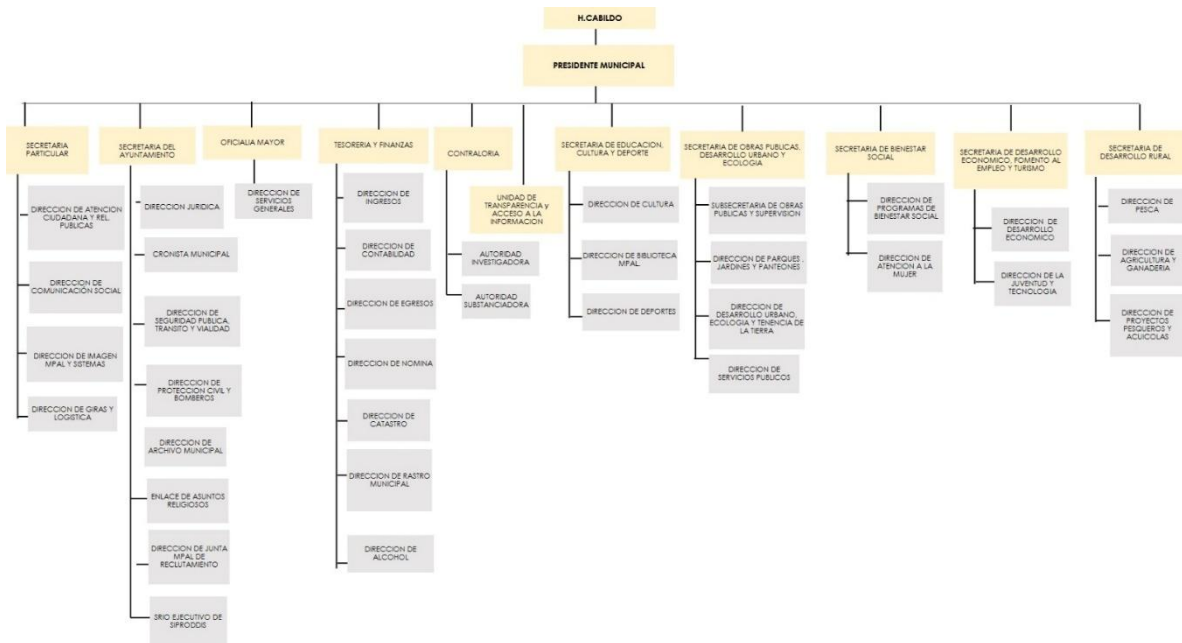 H.CABILDO
PRESIDENTE MUNICIPAL
SECRETARIA
PARTICULAR
DIRECCION DE ATENCION
CIUDADANA Y REL.
PUBLICAS
DIRECCION DE
COMUNICACIÓN SOCIAL
DIRECCION DE IMAGEN
MPAL Y SISTEMAS
DIRECCION DE GIRAS Y
LOGISTICA
SECRETARIA DEL
AYUNTAMIENTO
DIRECCION JURIDICA
CRONISTA MUNICIPAL
DIRECCION DE
SEGURIDAD PUBLICA,
TRANSITO Y VIALIDAD
DIRECCION DE
PROTECCION CIVIL Y
BOMBEROS
DIRECCION DE
ARCHIVO MUNICIPAL
ENLACE DE ASUNTOS
RELIGIOSOS
DIRECCION DE JUNTA
MPAL DE
RECLUTAMIENTO
SRIO EJECUTIVO DE
SIPRODDIS
OFICIALIA MAYOR
DIRECCION DE
SERVICIOS
GENERALES
TESORERIA Y FINANZAS
DIRECCION DE
INGRESOS
DIRECCION DE
CONTABILIDAD
DIRECCION DE EGRESOS
DIRECCION DE NOMINA
DIRECCION DE
CATASTRO
DIRECCION DE RASTRO
MUNICIPAL
DIRECCION DE
ALCOHOL
CONTRALORIA
AUTORIDAD
INVESTIGADORA
AUTORIDAD
SUBSTANCIADORA
UNIDAD DE
TRANSPARENCIA y
ACCESO A LA
INFORMACION
SECRETARIA DE EDUCACION,
CULTURA Y DEPORTE
DIRECCION DE CULTURA
DIRECCION DE BIBLIOTECA
MPAL.
DIRECCION DE DEPORTES
SECRETARIA DE OBRAS PUBLICAS,
DESARROLLO URBANO Y
ECOLOGIA
SUBSECRETARIA DE OBRAS
PUBLICAS Y SUPERVISION
DIRECCION DE PARQUES ,
JARDINES Y PANTEONES
DIRECCION DE
DESARROLLO URBANO,
ECOLOGIA Y TENENCIA DE
LA TIERRA
DIRECCION DE
SERVICIOS PUBLICOS
SECRETARIA DE BIENESTAR
SOCIAL
DIRECCION DE
PROGRAMAS DE
BIENESTAR SOCIAL
DIRECCION DE
ATENCION A LA
MUJER
SECRETARIA DE DESARROLLO
ECONOMICO, FOMENTO AL
EMPLEO Y TURISMO
DIRECCION DE
DESARROLLO
ECONOMICO
DIRECCION DE LA
JUVENTUD Y
TECNOLOGIA
SECRETARIA DE
DESARROLLO RURAL
DIRECCION DE
PESCA
DIRECCION DE
AGRICULTURA Y
GANADERIA
DIRECCION DE
PROYECTOS
PESQUEROS Y
ACUICOLAS